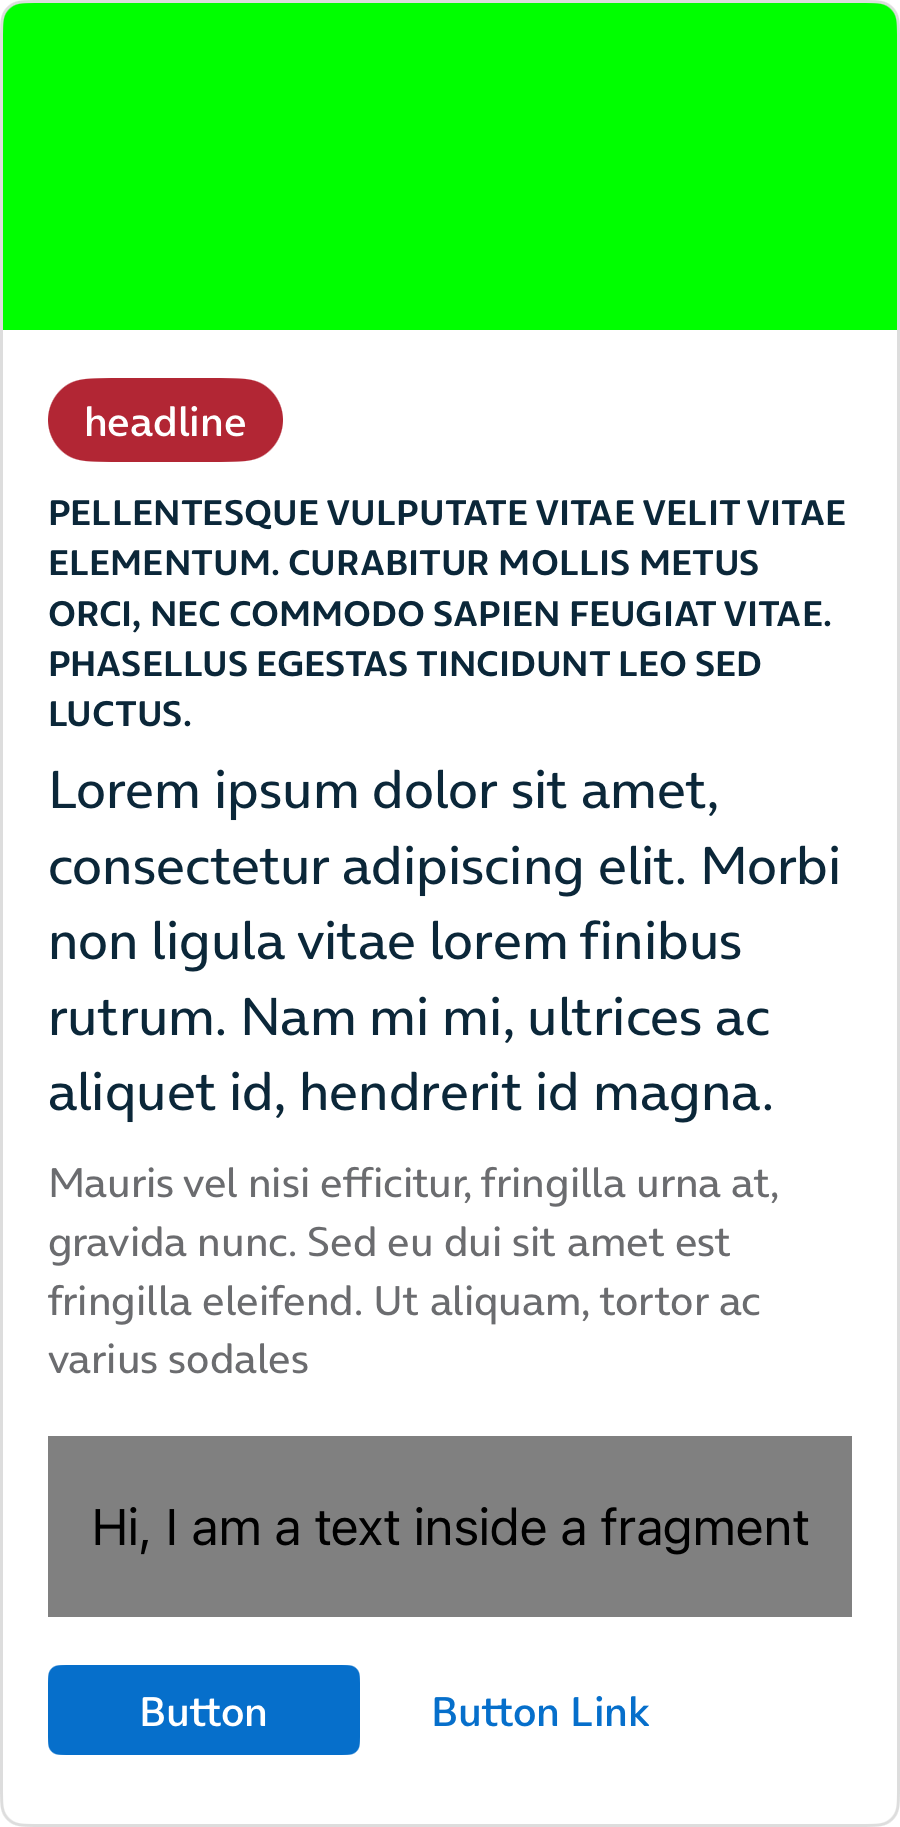 headline
PELLENTESQUE VULPUTATE VITAE VELIT VITAE
ELEMENTUM. CURABITUR MOLLIS METUS
ORCI, NEC COMMODO SAPIEN FEUGIAT VITAE.
PHASELLUS EGESTAS TINCIDUNT LEO SED
LUCTUS.
Lorem ipsum dolor sit amet,
consectetur adipiscing elit. Morbi
non ligula vitae lorem finibus
rutrum. Nam mi mi, ultrices ac
aliquet id, hendrerit id magna.
Mauris vel nisi efficitur, fringilla urna at,
gravida nunc. Sed eu dui sit amet est
fringilla eleifend. Ut aliquam, tortor ac
varius sodales
Hi, I am a text inside a fragment
Button
Button Link